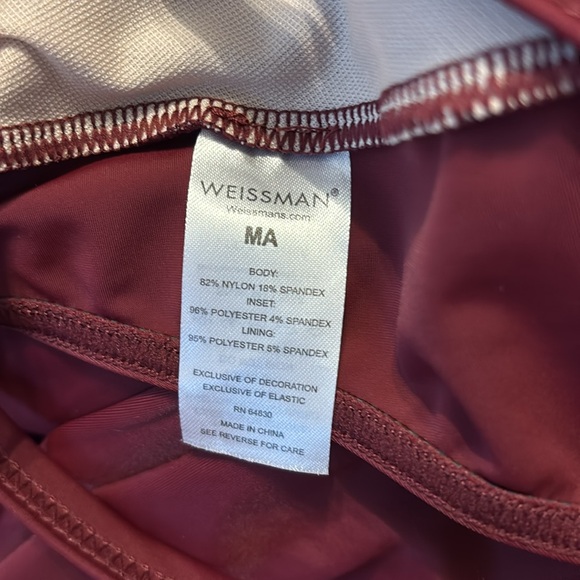 WEISSMAN®
Weissmans.com
MA
BODY:
82% NYLON 18% SPANDEX
INSET:
96% POLYESTER 4% SPANDEX
LINING:
95% POLYESTER 5% SPANDEX
EXCLUSIVE OF DECORATION
EXCLUSIVE OF ELASTIC
RN 64830
MADE IN CHINA
SEE REVERSE FOR CARE